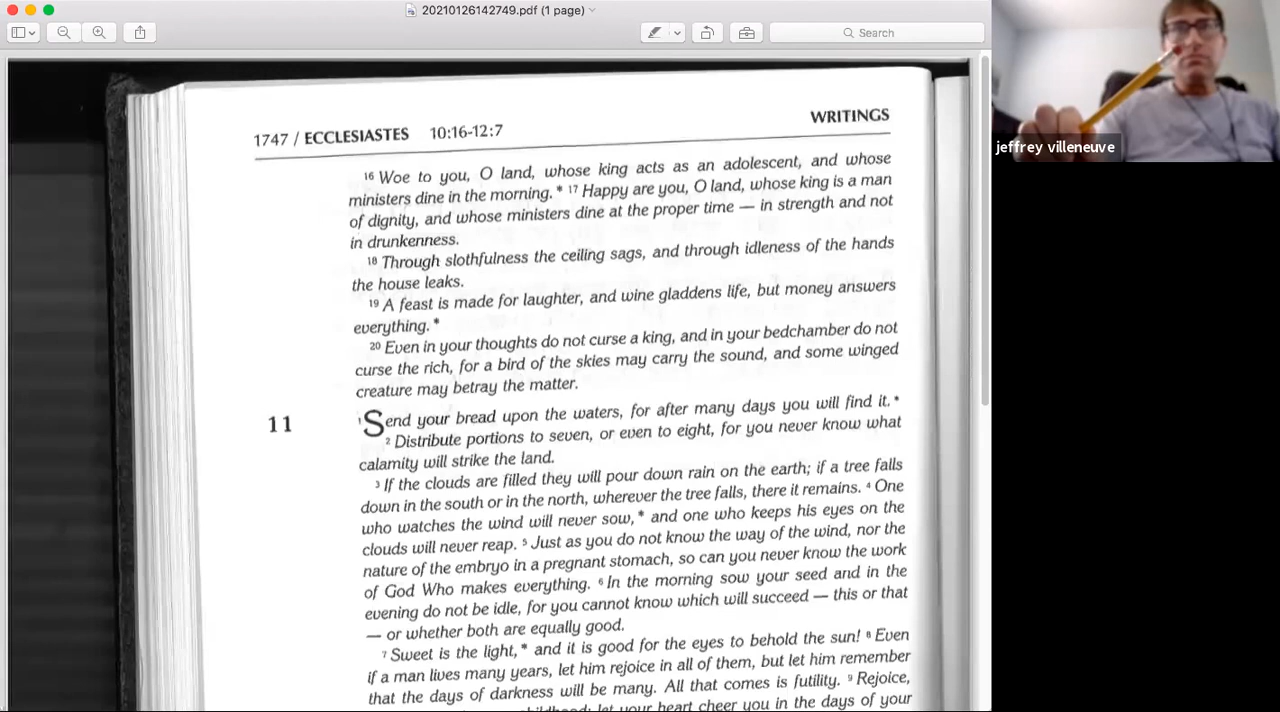 20210126142749.pdf (1 page)
Search
jeffrey villeneuve
1747 / ECCLESIASTES 10:16-12:7 WRITINGS
16 Woe to you, O land, whose king acts as an adolescent, and whose
ministers dine in the morning.* 17 Happy are you, O land, whose king is a man
of dignity, and whose ministers dine at the proper time — in strength and not
in drunkenness.
18 Through slothfulness the ceiling sags, and through idleness of the hands
the house leaks.
19 A feast is made for laughter, and wine gladdens life, but money answers
everything.*
20 Even in your thoughts do not curse a king, and in your bedchamber do not
curse the rich, for a bird of the skies may carry the sound, and some winged
creature may betray the matter.
11 1 Send your bread upon the waters, for after many days you will find it.*
2 Distribute portions to seven, or even to eight, for you never know what
calamity will strike the land.
3 If the clouds are filled they will pour down rain on the earth; if a tree falls
down in the south or in the north, wherever the tree falls, there it remains. 4 One
who watches the wind will never sow,* and one who keeps his eyes on the
clouds will never reap. 5 Just as you do not know the way of the wind, nor the
nature of the embryo in a pregnant stomach, so can you never know the work
of God Who makes everything. 6 In the morning sow your seed and in the
evening do not be idle, for you cannot know which will succeed — this or that
— or whether both are equally good.
7 Sweet is the light,* and it is good for the eyes to behold the sun! 8 Even
if a man lives many years, let him rejoice in all of them, but let him remember
that the days of darkness will be many. All that comes is futility. 9 Rejoice,
childhood; let your heart cheer you in the days of your